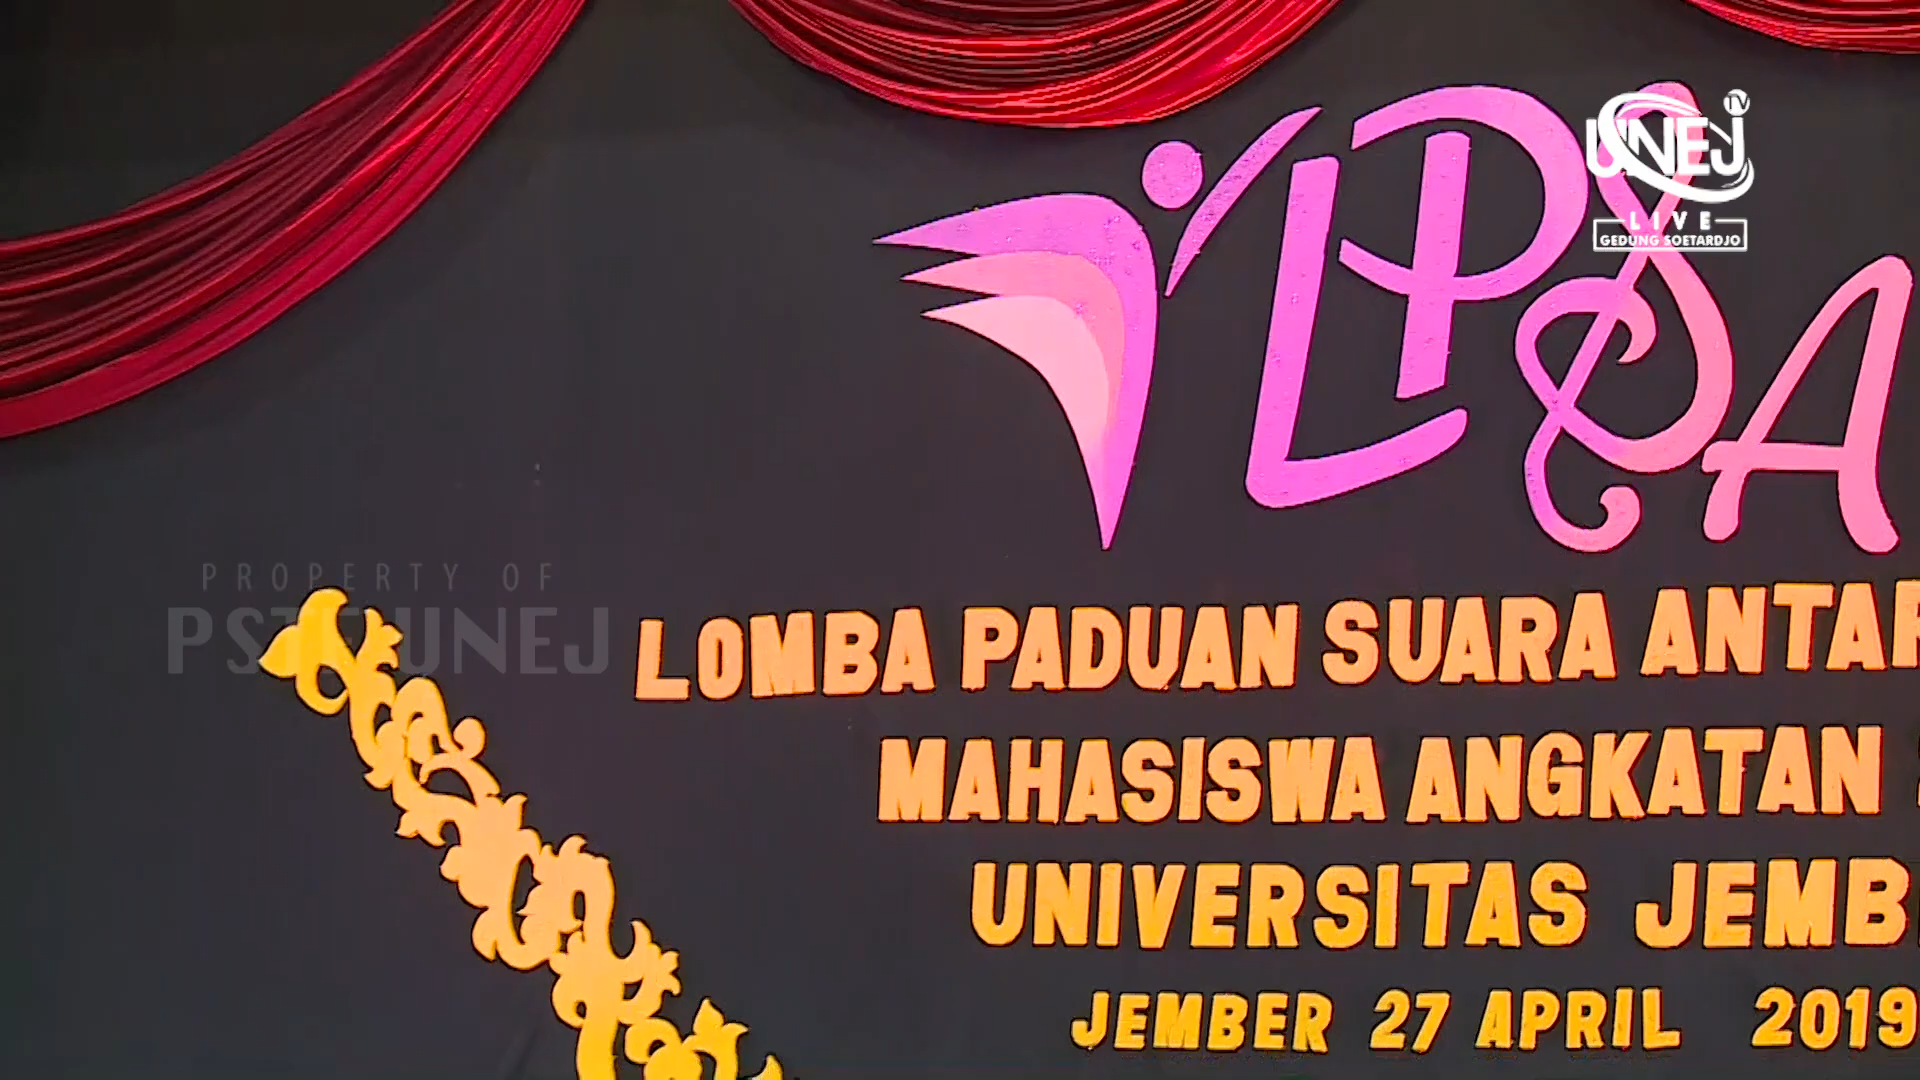 LPSA
UNEJ TV
LIVE
GEDUNG SOETARDJO
PROPERTY OF
UNEJ
LOMBA PADUAN SUARA ANTAR
MAHASISWA ANGKATAN
UNIVERSITAS JEMB
JEMBER 27 APRIL 2019